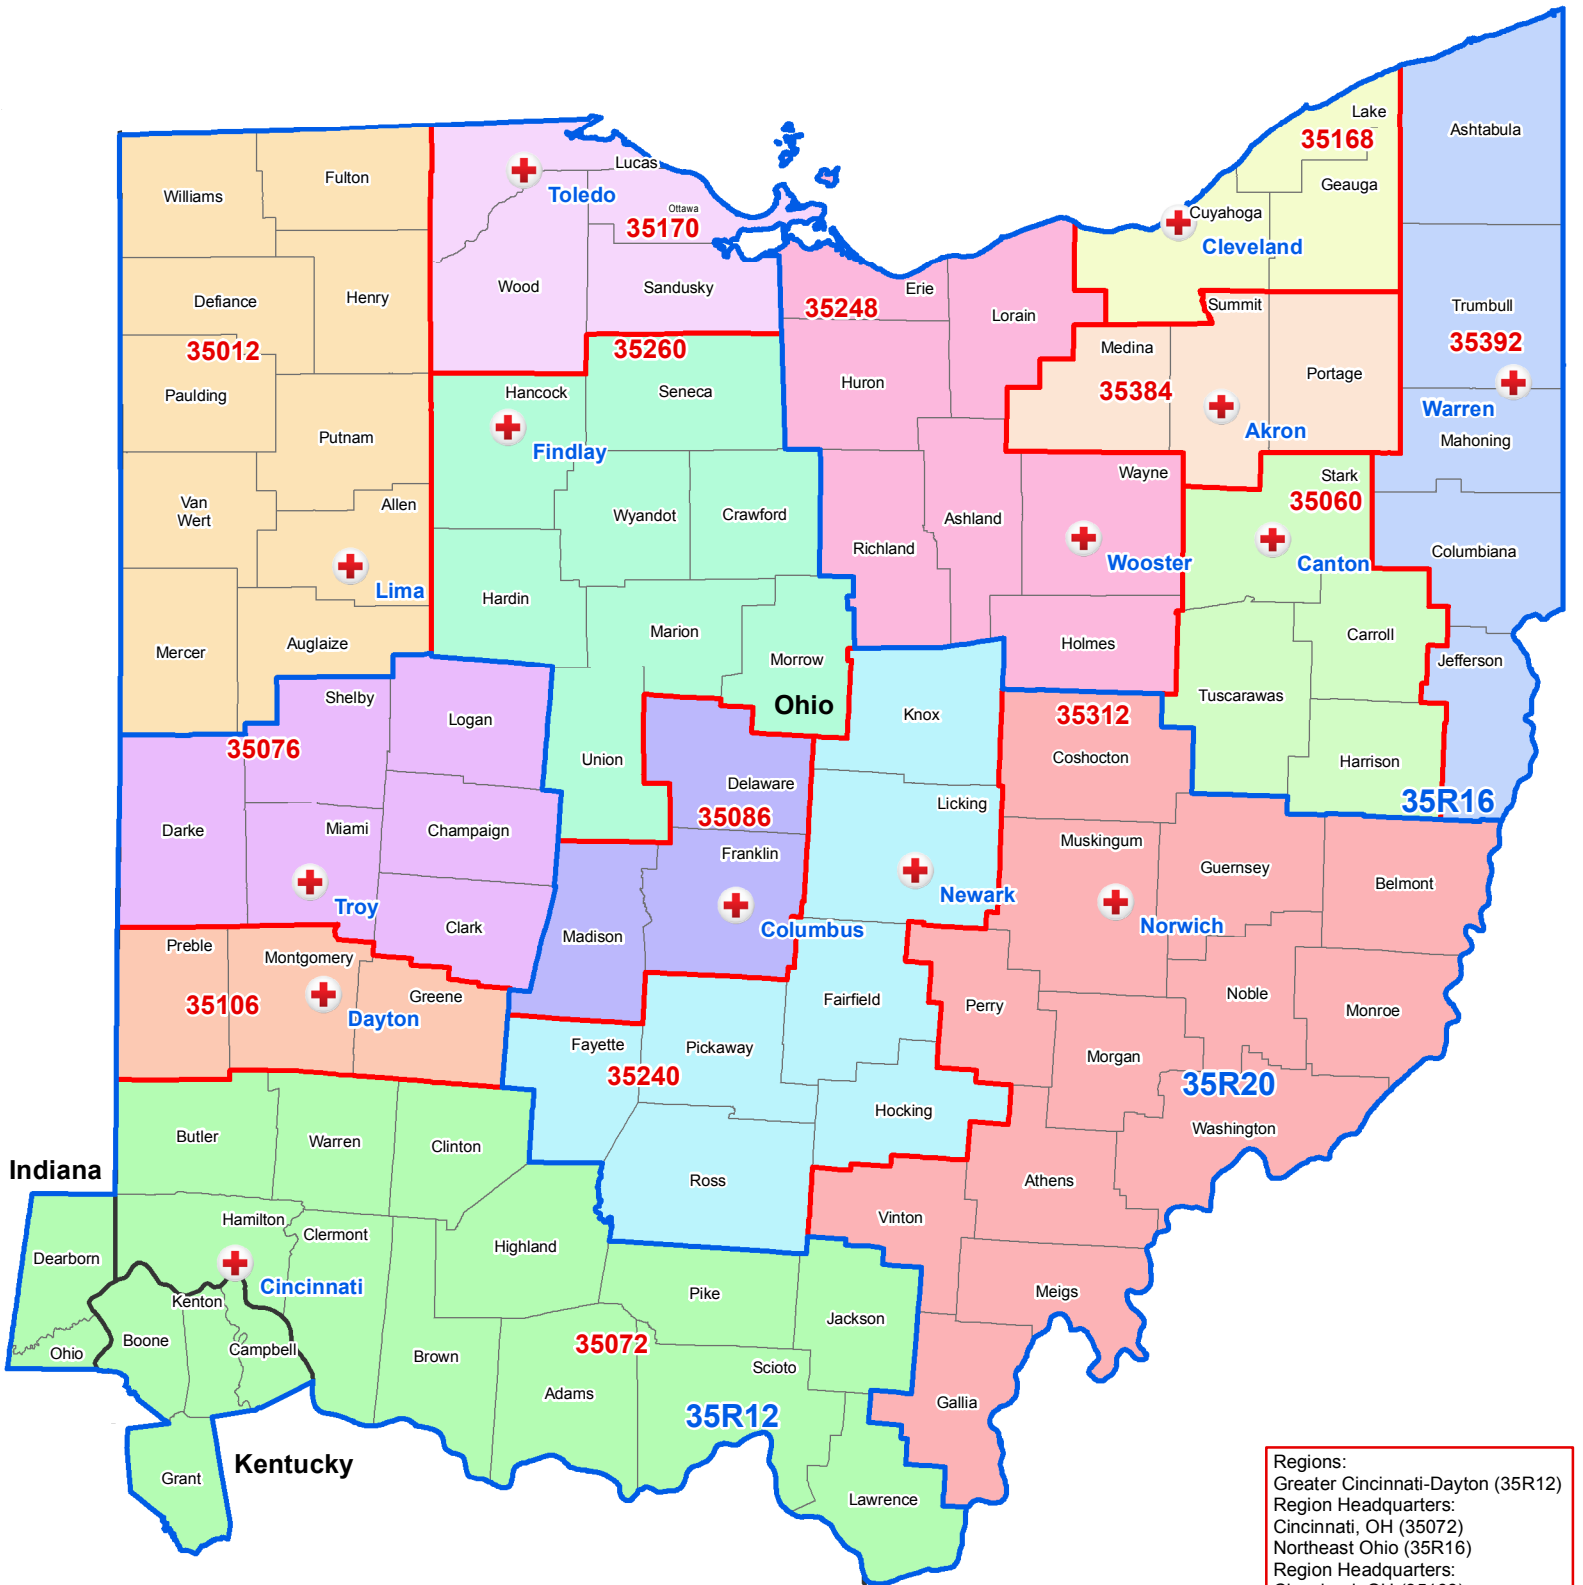 Lake
35168
Ashtabula
Geauga
Fulton
Williams
Lucas
Toledo
Ottawa
35170
Cuyahoga
Cleveland
Wood
Sandusky
Defiance
Henry
Erie
35248
Lorain
Summit
Trumbull
35392
35012
35260
Medina
Portage
Paulding
Hancock
Seneca
Huron
35384
Warren
Akron
Mahoning
Putnam
Findlay
Wayne
Stark
Van
Wert
Allen
Wyandot
Crawford
Ashland
35060
Richland
Wooster
Canton
Columbiana
Lima
Hardin
Marion
Auglaize
Mercer
Morrow
Holmes
Carroll
Jefferson
Shelby
Ohio
Tuscarawas
Logan
Knox
35312
35076
Union
Coshocton
Harrison
Delaware
Licking
35R16
35086
Darke
Miami
Champaign
Muskingum
Franklin
Guernsey
Belmont
Newark
Troy
Clark
Columbus
Norwich
Madison
Preble
Montgomery
Greene
35106
Dayton
Fairfield
Perry
Noble
Monroe
Fayette
Pickaway
Morgan
35240
35R20
Hocking
Butler
Warren
Clinton
Washington
Indiana
Ross
Athens
Hamilton
Clermont
Vinton
Dearborn
Highland
Cincinnati
Kenton
Pike
Meigs
Jackson
Boone
Campbell
Ohio
Brown
35072
Scioto
Adams
Gallia
35R12
Kentucky
Grant
Lawrence
Regions:
Greater Cincinnati-Dayton (35R12)
Region Headquarters:
Cincinnati, OH (35072)
Northeast Ohio (35R16)
Region Headquarters: